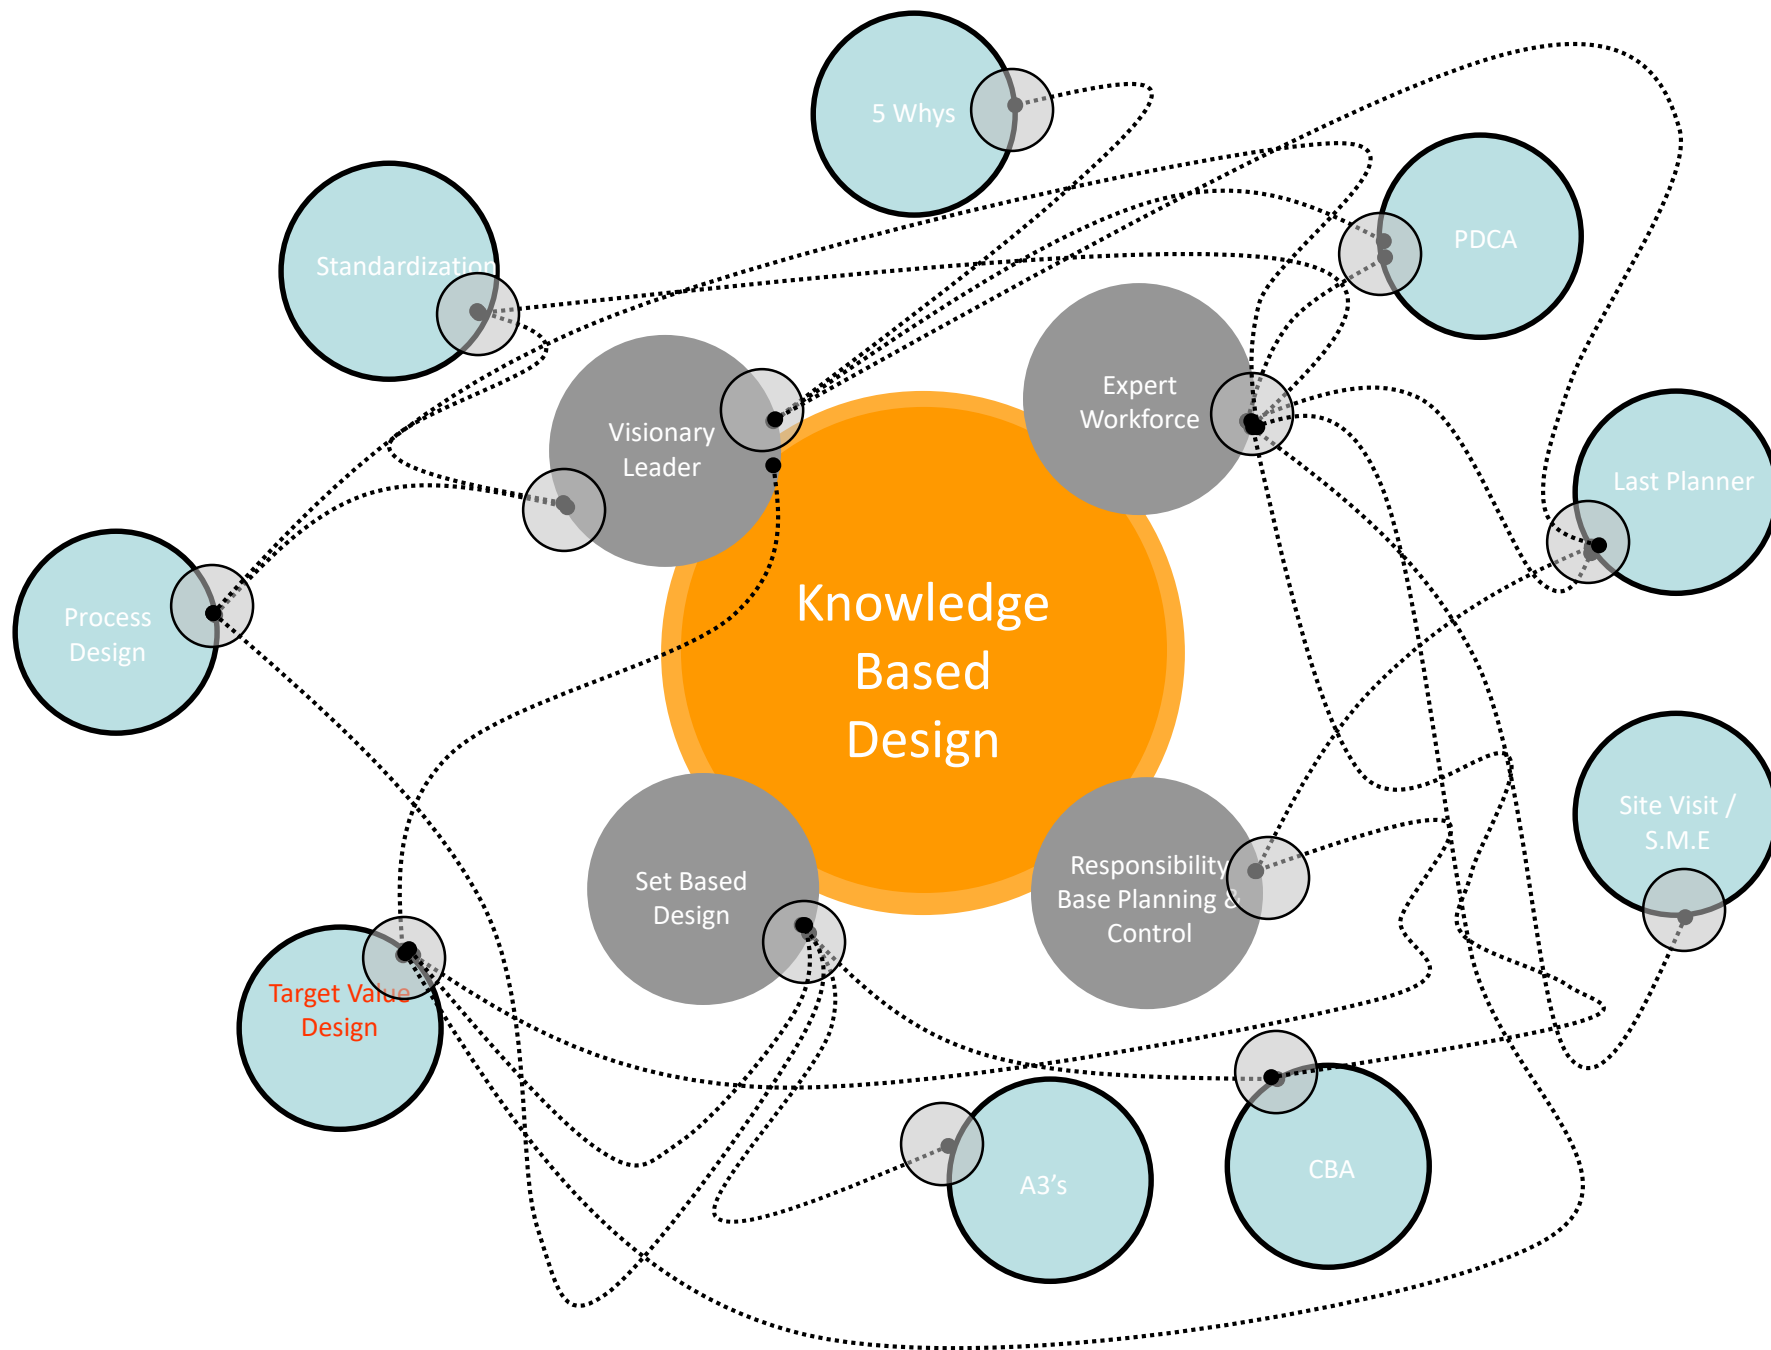 5 Whys
PDCA
Standardization
Expert
Workforce
Visionary
Leader
Last Planner
Knowledge
Based
Design
Process
Design
Site Visit /
S.M.E
Set Based
Design
Responsibility
Base Planning &
Control
Target Value
Design
A3's
CBA